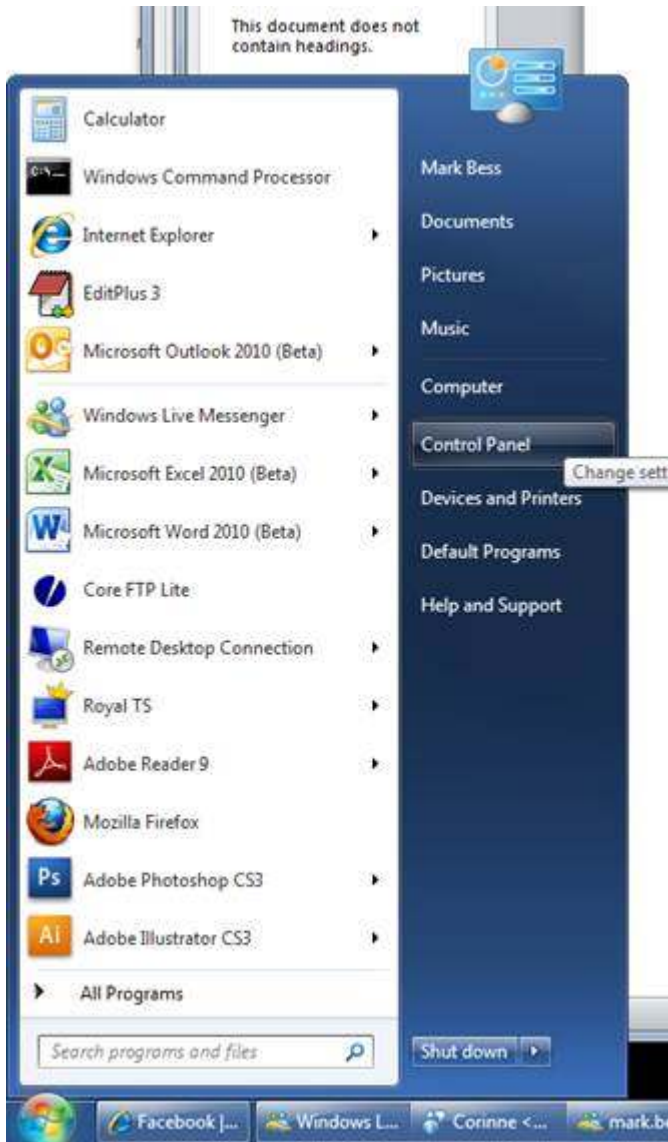 This document does not
contain headings.
Calculator
Windows Command Processor
Internet Explorer
EditPlus 3
Microsoft Outlook 2010 (Beta)
Windows Live Messenger
Microsoft Excel 2010 (Beta)
Microsoft Word 2010 (Beta)
Core FTP Lite
Remote Desktop Connection
Royal TS
Adobe Reader 9
Mozilla Firefox
Ps
Adobe Photoshop CS3
Ai
Adobe Illustrator CS3
All Programs
Search programs and files
Mark Bess
Documents
Pictures
Music
Computer
Control Panel
Change sett
Devices and Printers
Default Programs
Help and Support
Shut down
Facebook |...
Windows L...
Corinne <...
mark.b